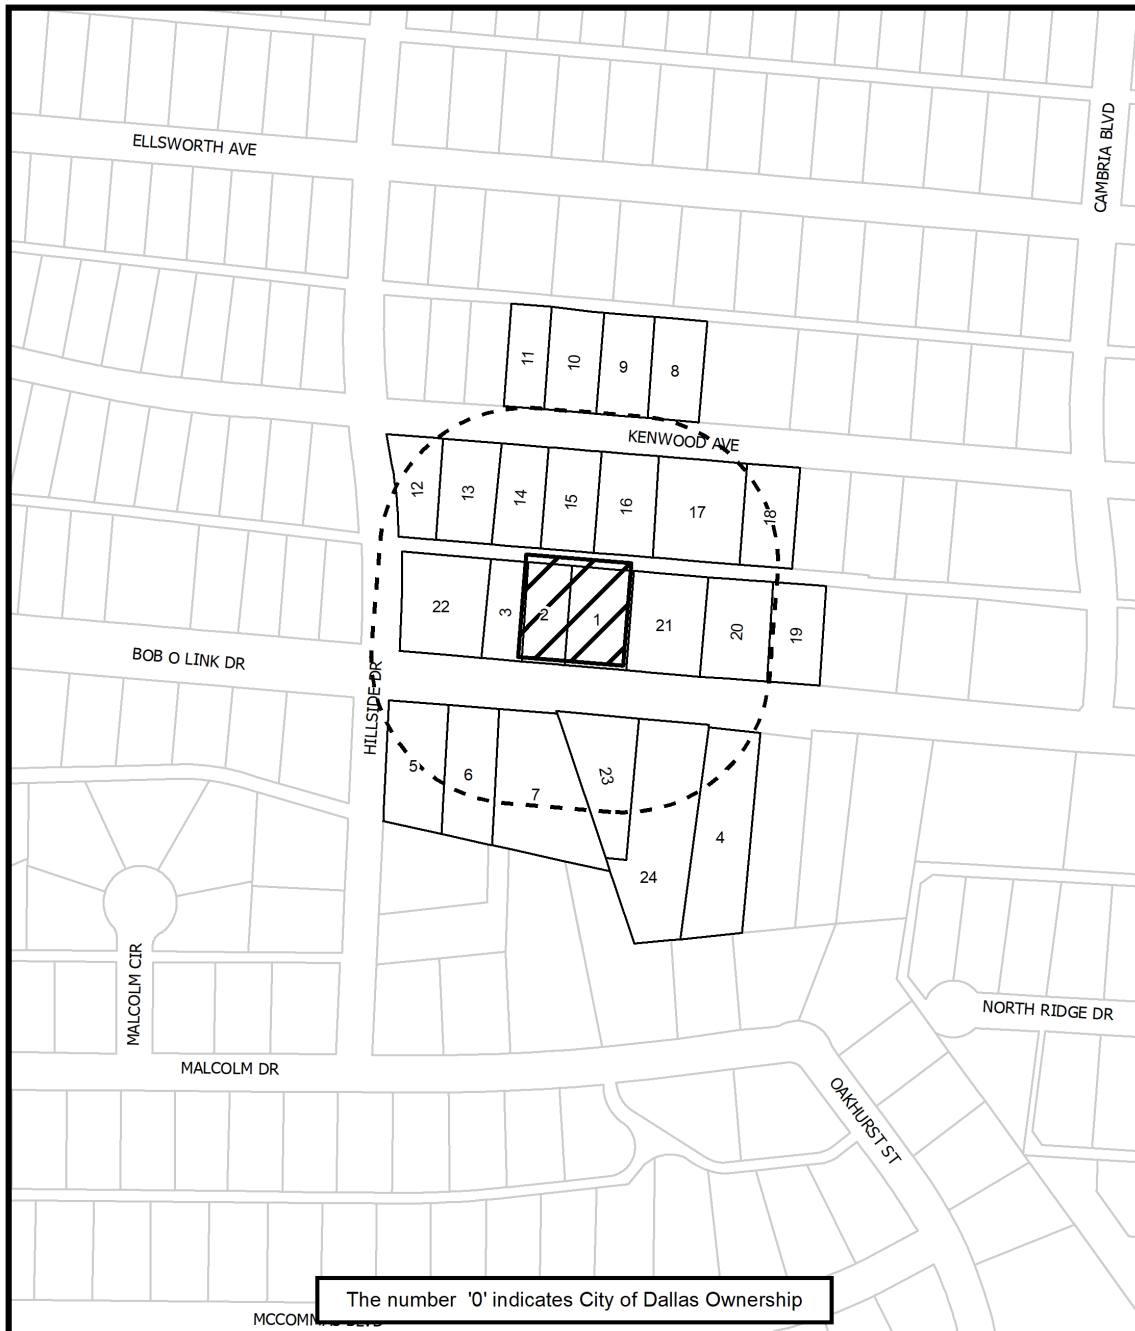 ELLSWORTH AVE
CAMBRIA BLVD
11
10
9
8
KENWOOD AVE
12
13
14
15
16
17
18
22
3
2
1
21
20
19
BOB O LINK DR
HILLSIDE DR
5
6
7
23
4
24
MALCOLM CIR
NORTH RIDGE DR
MALCOLM DR
OAKHURST ST
The number '0' indicates City of Dallas Ownership